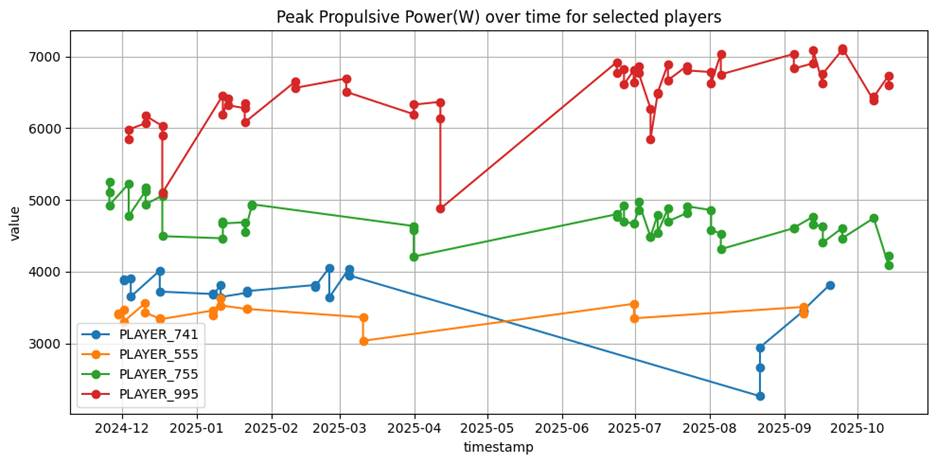 Peak Propulsive Power(W) over time for selected players
value
7000
6000
5000
4000
3000
PLAYER_741
PLAYER_555
PLAYER_755
PLAYER_995
2024-12 2025-01 2025-02 2025-03 2025-04 2025-05 2025-06 2025-07 2025-08 2025-09 2025-10
timestamp